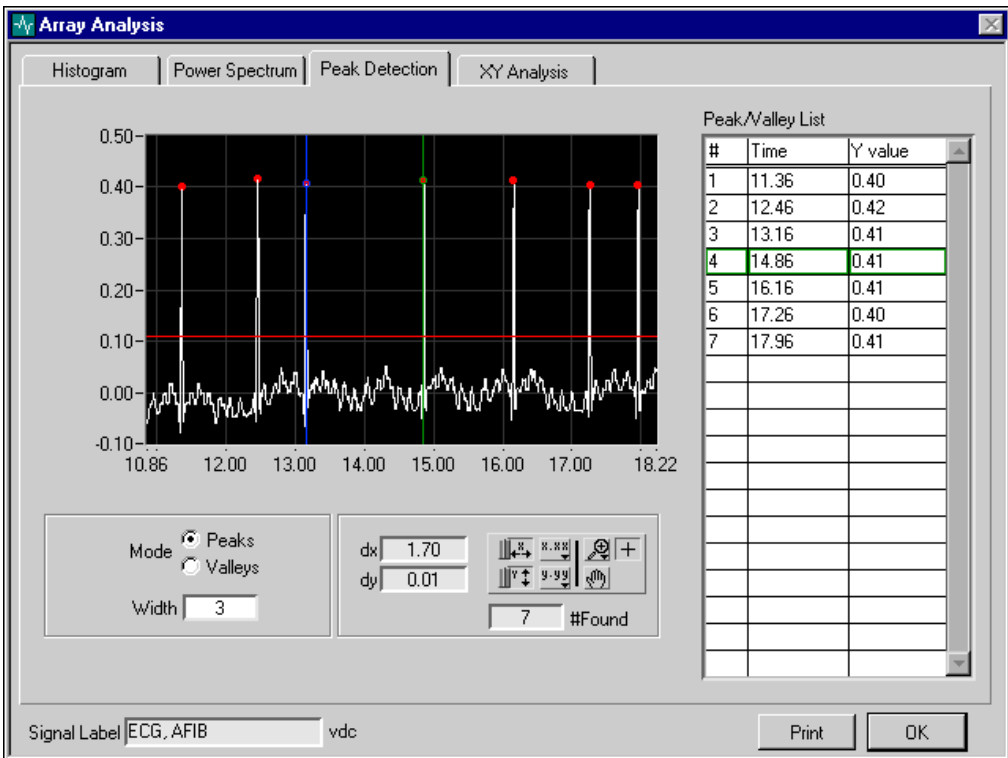 Array Analysis
Histogram
Power Spectrum
Peak Detection
XY Analysis
0.50
0.40
0.30
0.20
0.10
0.00
-0.10
10.86 12.00 13.00 14.00 15.00 16.00 17.00 18.22
Peak/Valley List
# Time Y value
1 11.36 0.40
2 12.46 0.42
3 13.16 0.41
4 14.86 0.41
5 16.16 0.41
6 17.26 0.40
7 17.96 0.41
Mode Peaks
Valleys
Width 3
dx 1.70
dy 0.01
X X.XX
Y Y.YY
7 #Found
Signal Label ECG, AFIB vdc
Print
OK